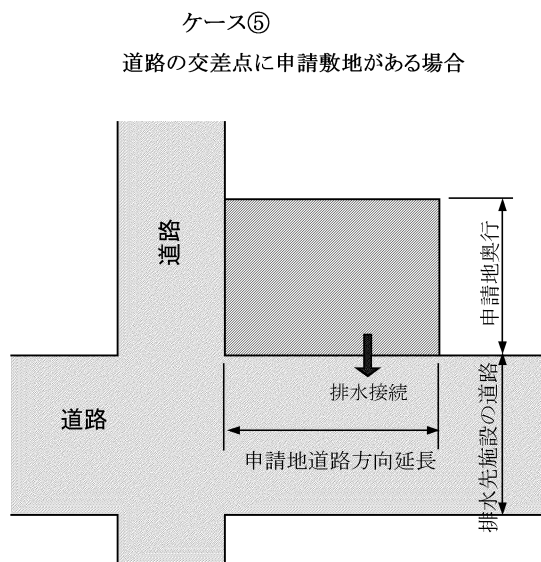 ケース⑤
道路の交差点に申請敷地がある場合
道路
申請地奥行
排水接続
道路
申請地道路方向延長
排水先施設の道路